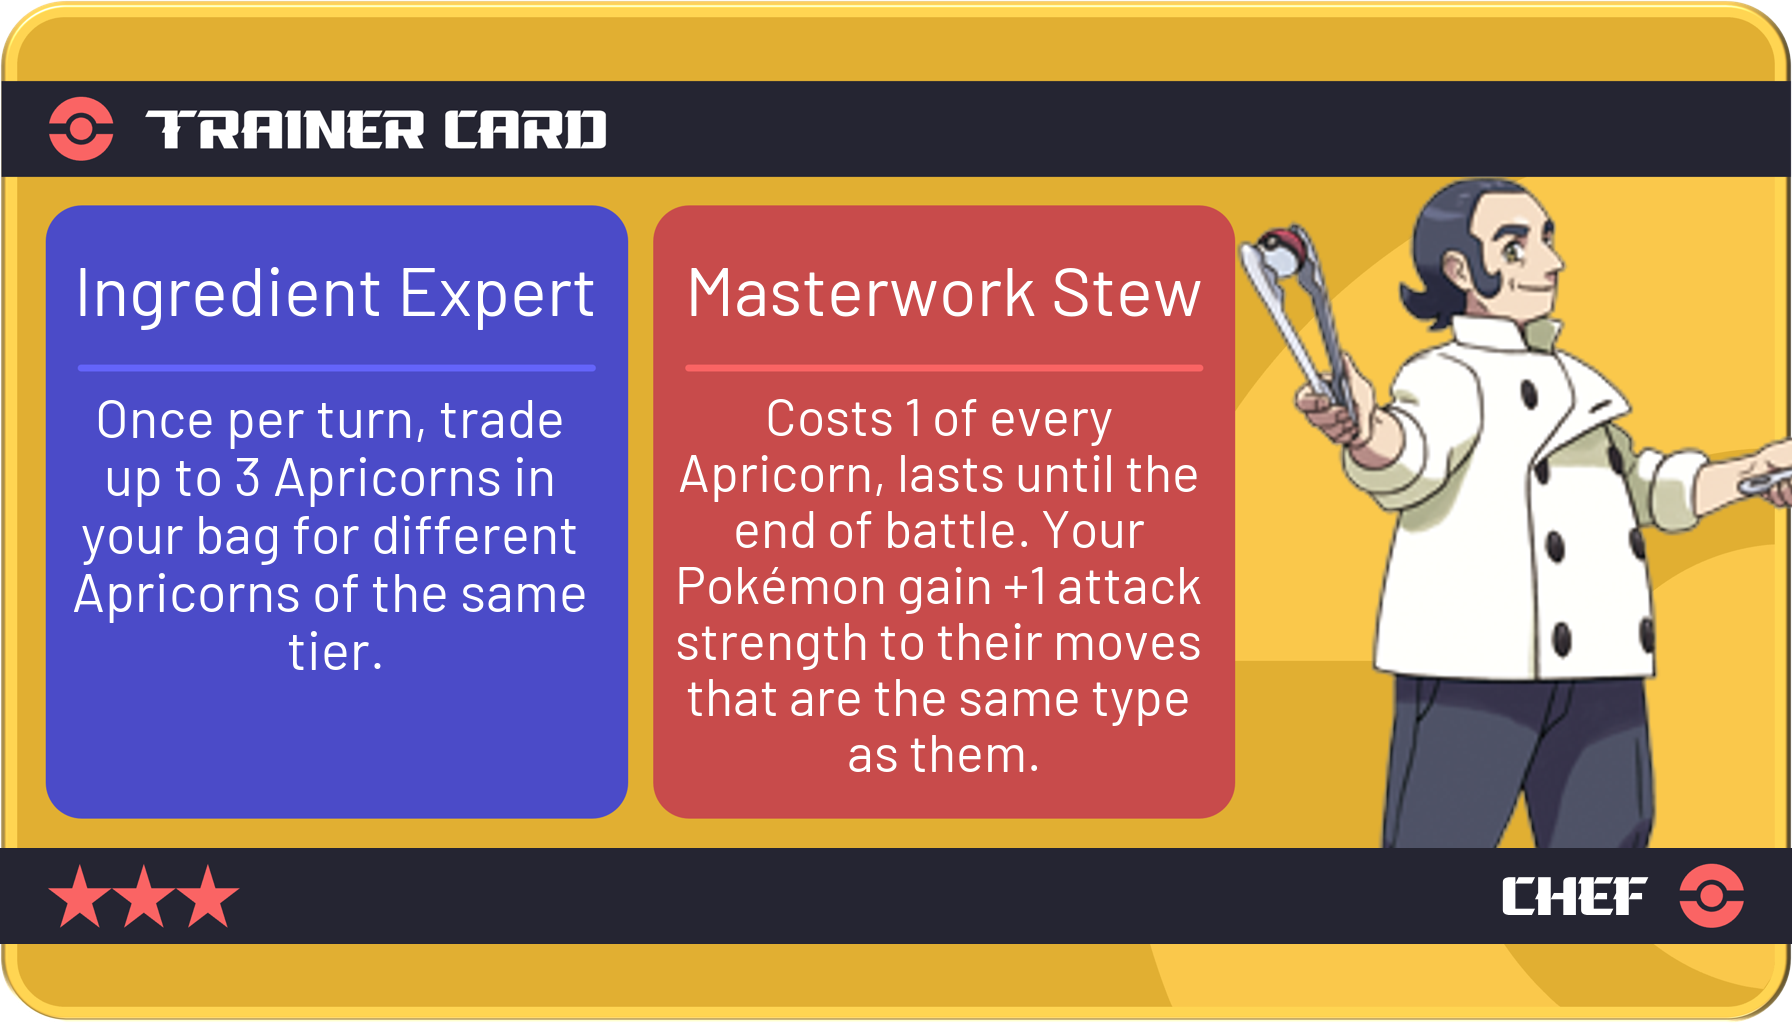 TRAINER CARD
Ingredient Expert
Once per turn, trade
up to 3 Apricorns in
your bag for different
Apricorns of the same
tier.
Masterwork Stew
Costs 1 of every
Apricorn, lasts until the
end of battle. Your
Pokémon gain +1 attack
strength to their moves
that are the same type
as them.
CHEF